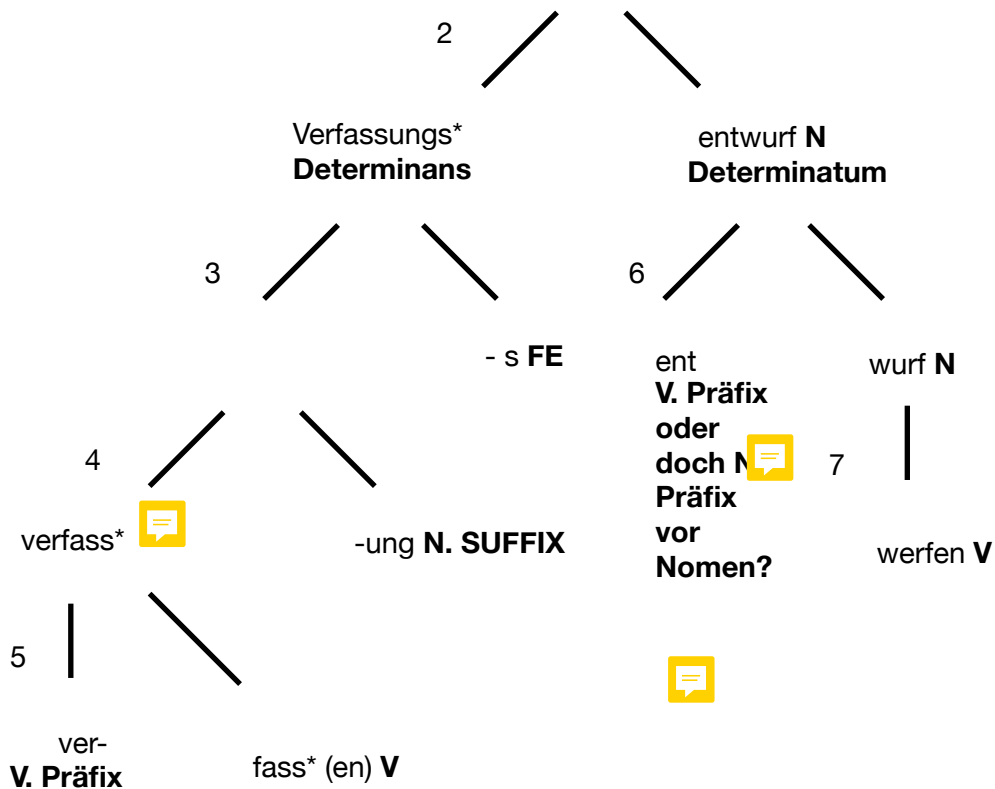 2
Verfassungs*
Determinans
entwurf N
Determinatum
3
6
- s FE
ent
V. Präfix
oder
doch N
Präfix
vor
Nomen?
wurf N
4
7
verfass*
-ung N. SUFFIX
werfen V
5
ver-
V. Präfix
fass* (en) V